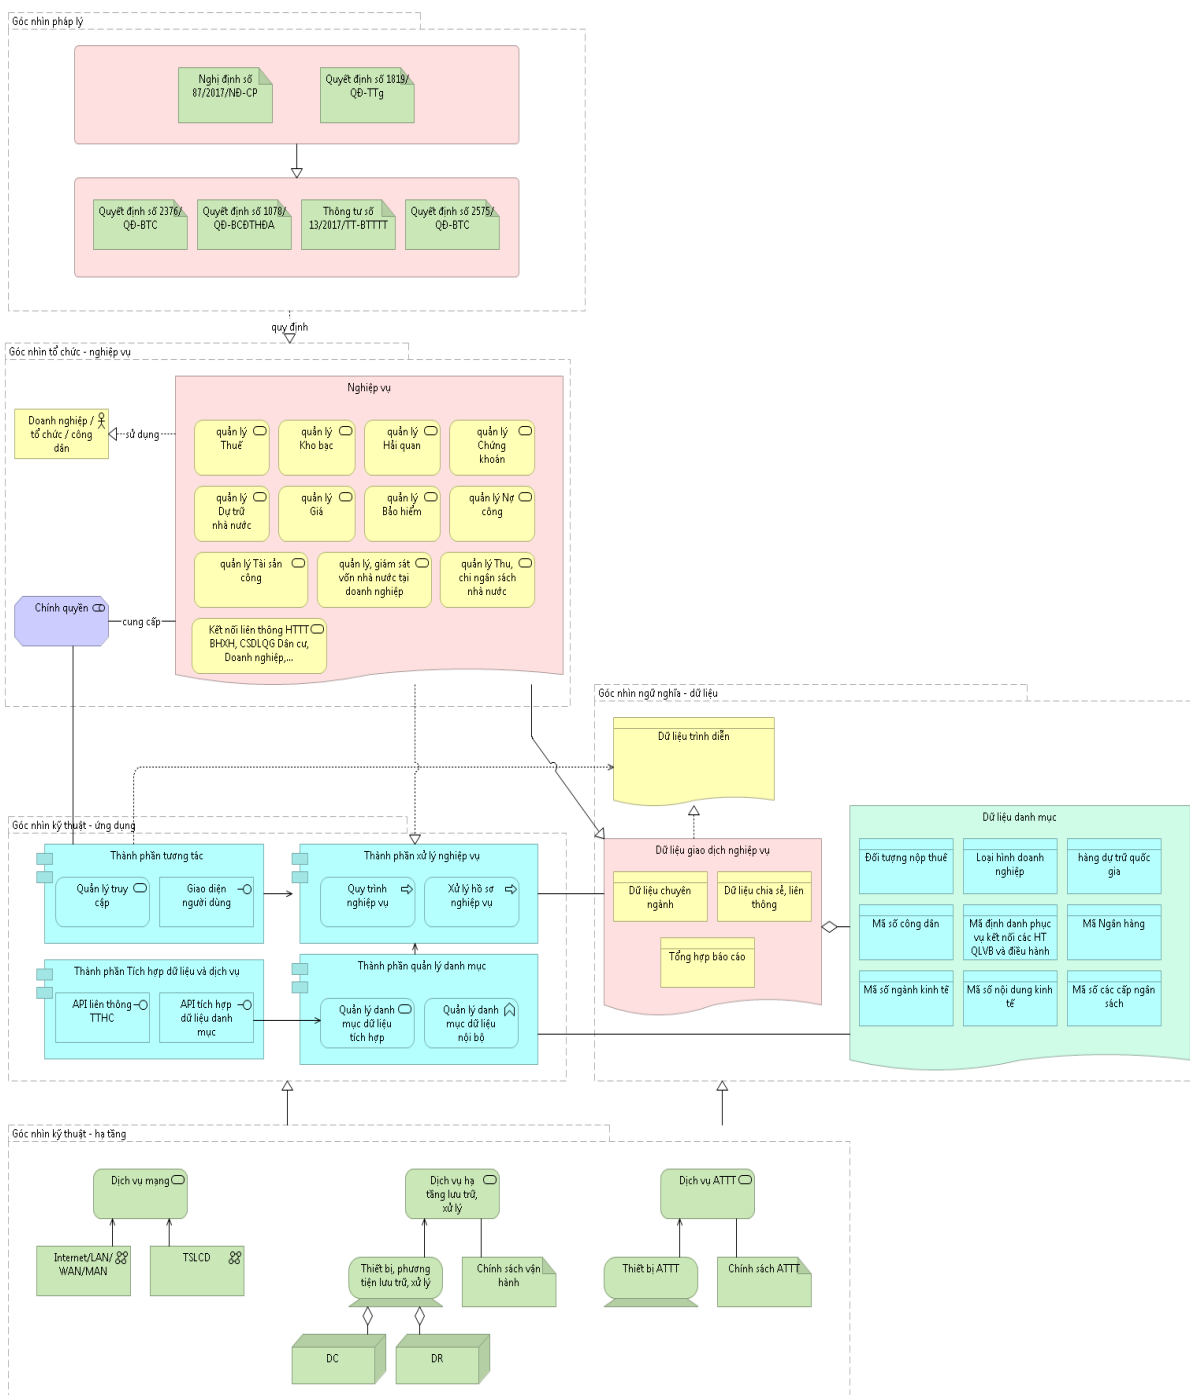 Góc nhìn pháp lý
Nghị định số
87/2017/NĐ-CP
Quyết định số 1819/
QĐ-TTg
Quyết định số 2376/
QĐ-BTC
Quyết định số 1078/
QĐ-BCĐTHĐA
Thông tư số
13/2017/TT-BTTTT
Quyết định số 2575/
QĐ-BTC
quy định
Góc nhìn tổ chức - nghiệp vụ
Nghiệp vụ
Doanh nghiệp /
tổ chức / công
dân
sử dụng
quản lý
Thuế
quản lý
Kho bạc
quản lý
Hải quan
quản lý
Chứng
khoán
quản lý
Dự trữ
nhà nước
quản lý
Giá
quản lý
Bảo hiểm
quản lý Nợ
công
quản lý Tài sản
công
quản lý, giám sát
vốn nhà nước tại
doanh nghiệp
quản lý Thu,
chi ngân sách
nhà nước
Chính quyền
cung cấp
Kết nối liên thông HTTT
BHXH, CSDLQG Dân cư,
Doanh nghiệp,...
Góc nhìn ngữ nghĩa - dữ liệu
Dữ liệu trình diễn
Dữ liệu giao dịch nghiệp vụ
Dữ liệu chuyên
ngành
Dữ liệu chia sẻ, liên
thông
Tổng hợp báo cáo
Dữ liệu danh mục
Đối tượng nộp thuế
Loại hình doanh
nghiệp
hàng dự trữ quốc
gia
Mã số công dân
Mã định danh phục
vụ kết nối các HT
QLVB và điều hành
Mã Ngân hàng
Mã số ngành kinh tế
Mã số nội dung kinh
tế
Mã số các cấp ngân
sách
Góc nhìn kỹ thuật - ứng dụng
Thành phần tương tác
Quản lý truy
cập
Giao diện
người dùng
Thành phần xử lý nghiệp vụ
Quy trình
nghiệp vụ
Xử lý hồ sơ
nghiệp vụ
Thành phần Tích hợp dữ liệu và dịch vụ
API liên thông
TTHC
API tích hợp
dữ liệu danh
mục
Thành phần quản lý danh mục
Quản lý danh
mục dữ liệu
tích hợp
Quản lý danh
mục dữ liệu
nội bộ
Góc nhìn kỹ thuật - hạ tầng
Dịch vụ mạng
Internet/LAN/
WAN/MAN
TSLCD
Dịch vụ hạ
tầng lưu trữ,
xử lý
Thiết bị, phương
tiện lưu trữ, xử lý
Chính sách vận
hành
DC
DR
Dịch vụ ATTT
Thiết bị ATTT
Chính sách ATTT